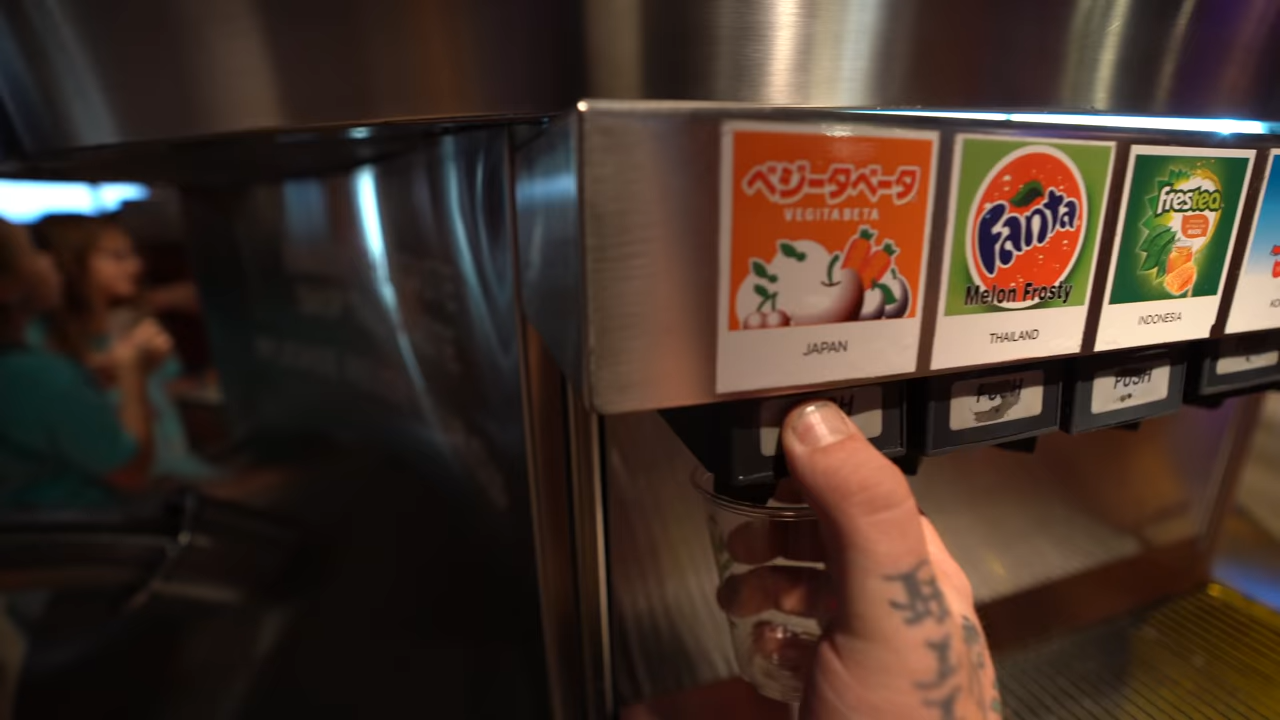 ベジータベータ
VEGITABETA
JAPAN
Fanta
Melon Frosty
THAILAND
frestea
INDONESIA
PUSH
PUSH